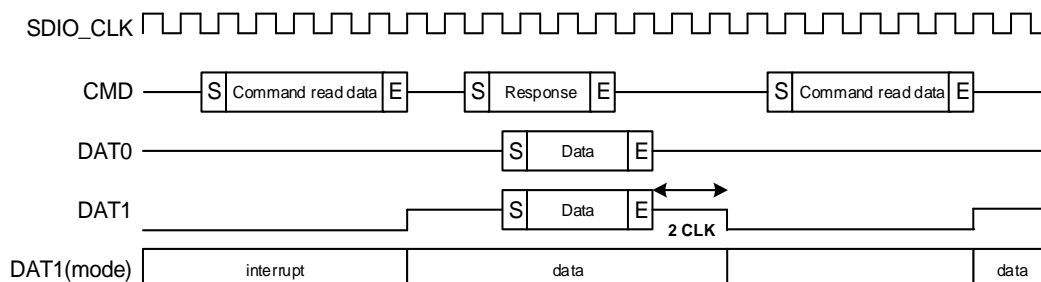 SDIO_CLK
CMD S Command read data E S Response E S Command read data E
DAT0 S Data E
DAT1 S Data E
2 CLK
DAT1(mode) interrupt data data